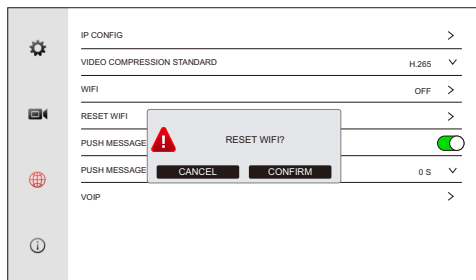 IP CONFIG
VIDEO COMPRESSION STANDARD H.265
WIFI OFF
RESET WIFI
PUSH MESSAGE
PUSH MESSAGE 0 S
VOIP
RESET WIFI?
CANCEL CONFIRM